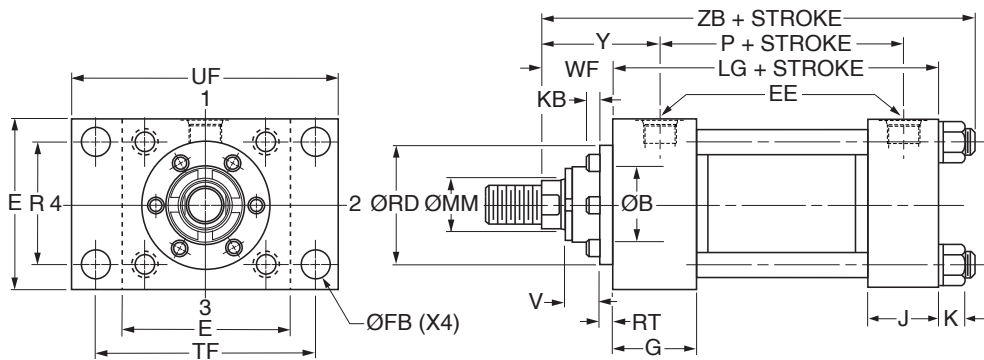 ZB + STROKE
Y
P + STROKE
UF
WF
LG + STROKE
1
KB
EE
E
R
4
2
ØRD
ØMM
ØB
3
V
E
ØFB (X4)
RT
J
K
TF
G